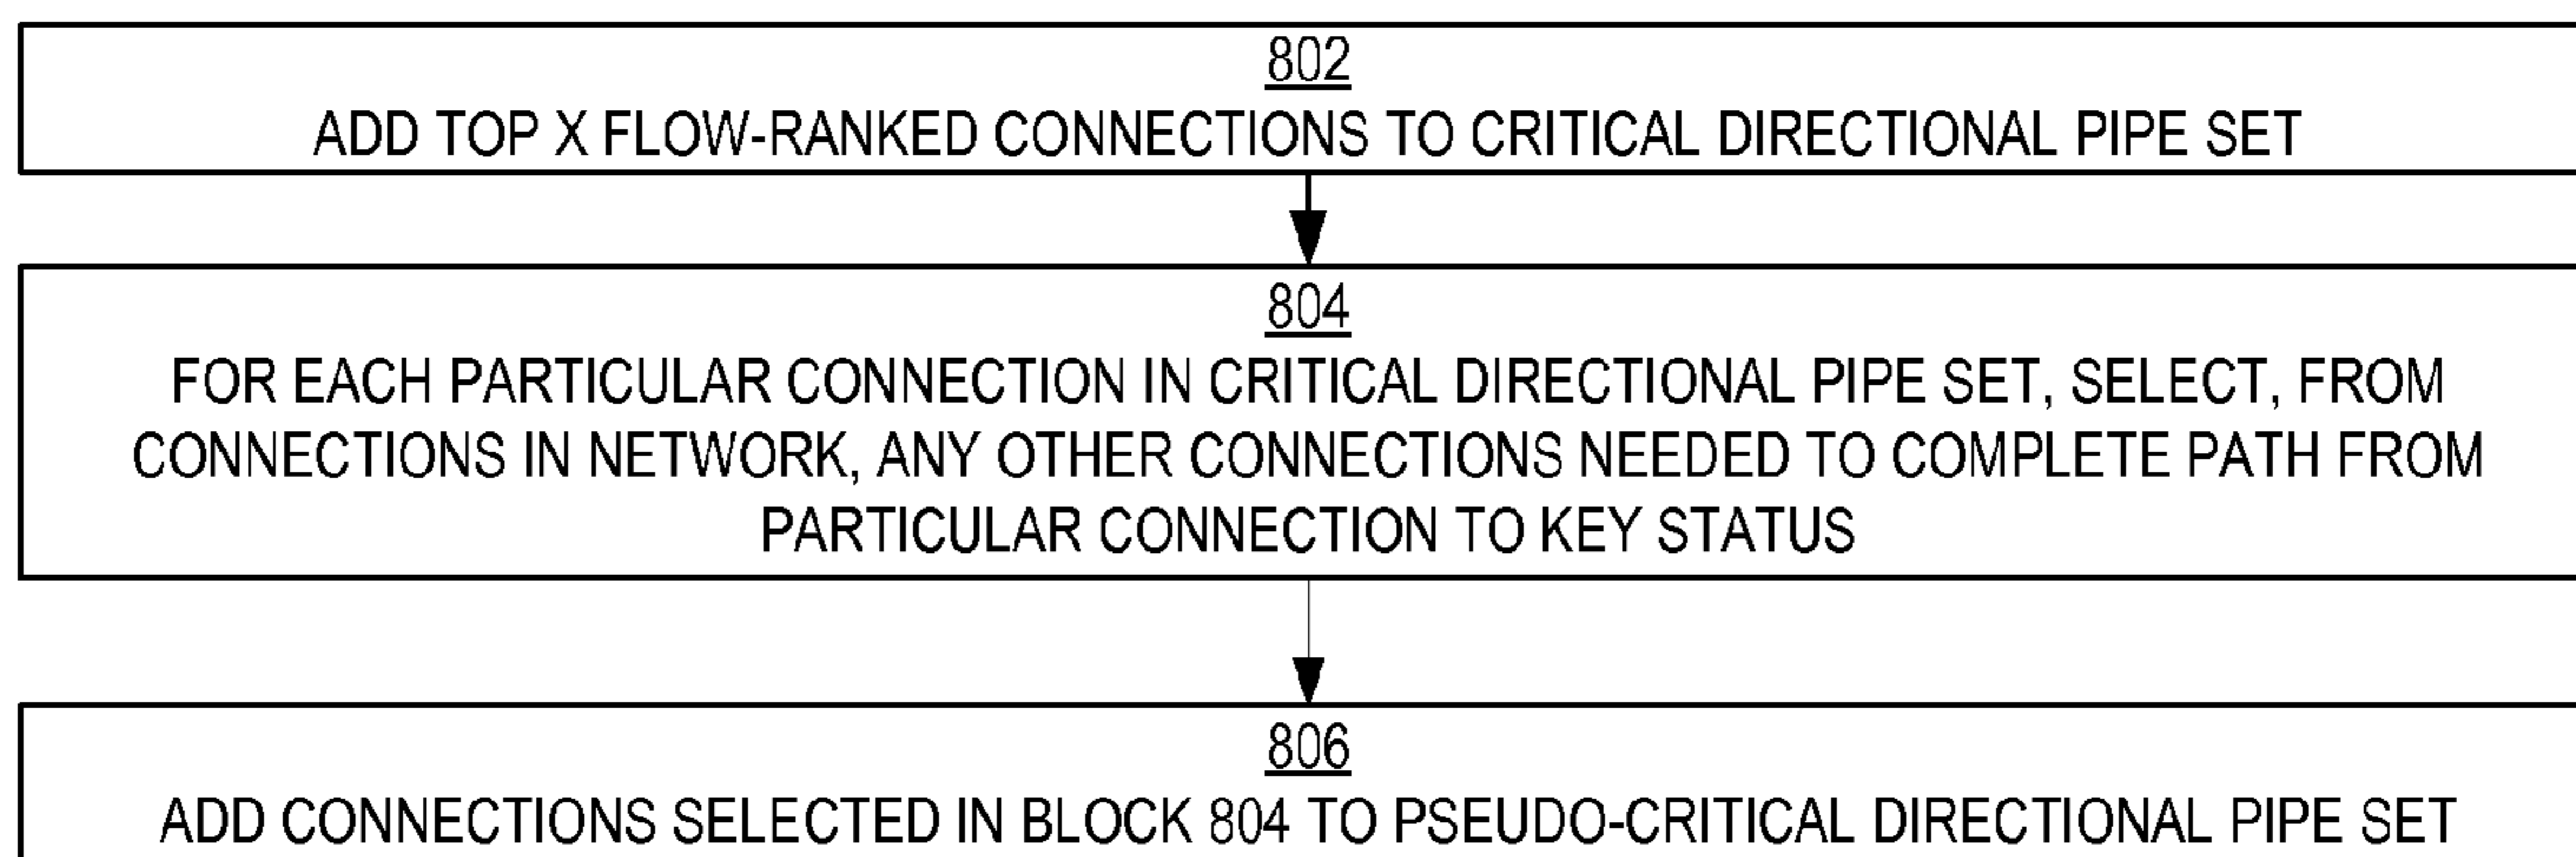 802
ADD TOP X FLOW-RANKED CONNECTIONS TO CRITICAL DIRECTIONAL PIPE SET
804
FOR EACH PARTICULAR CONNECTION IN CRITICAL DIRECTIONAL PIPE SET, SELECT, FROM
CONNECTIONS IN NETWORK, ANY OTHER CONNECTIONS NEEDED TO COMPLETE PATH FROM
PARTICULAR CONNECTION TO KEY STATUS
806
ADD CONNECTIONS SELECTED IN BLOCK 804 TO PSEUDO-CRITICAL DIRECTIONAL PIPE SET